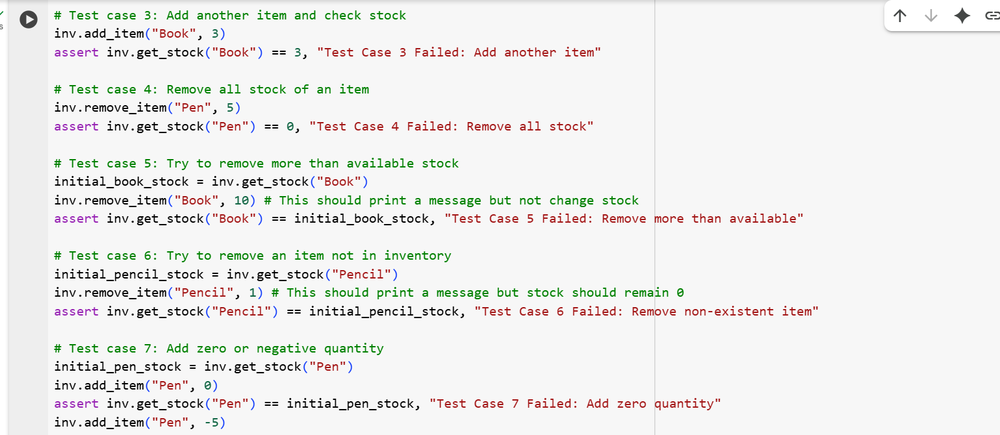 # Test case 3: Add another item and check stock
inv.add_item("Book", 3)
assert inv.get_stock("Book") == 3, "Test Case 3 Failed: Add another item"

# Test case 4: Remove all stock of an item
inv.remove_item("Pen", 5)
assert inv.get_stock("Pen") == 0, "Test Case 4 Failed: Remove all stock"

# Test case 5: Try to remove more than available stock
initial_book_stock = inv.get_stock("Book")
inv.remove_item("Book", 10) # This should print a message but not change stock
assert inv.get_stock("Book") == initial_book_stock, "Test Case 5 Failed: Remove more than available"

# Test case 6: Try to remove an item not in inventory
initial_pencil_stock = inv.get_stock("Pencil")
inv.remove_item("Pencil", 1) # This should print a message but stock should remain 0
assert inv.get_stock("Pencil") == initial_pencil_stock, "Test Case 6 Failed: Remove non-existent item"

# Test case 7: Add zero or negative quantity
initial_pen_stock = inv.get_stock("Pen")
inv.add_item("Pen", 0)
assert inv.get_stock("Pen") == initial_pen_stock, "Test Case 7 Failed: Add zero quantity"
inv.add_item("Pen", -5)